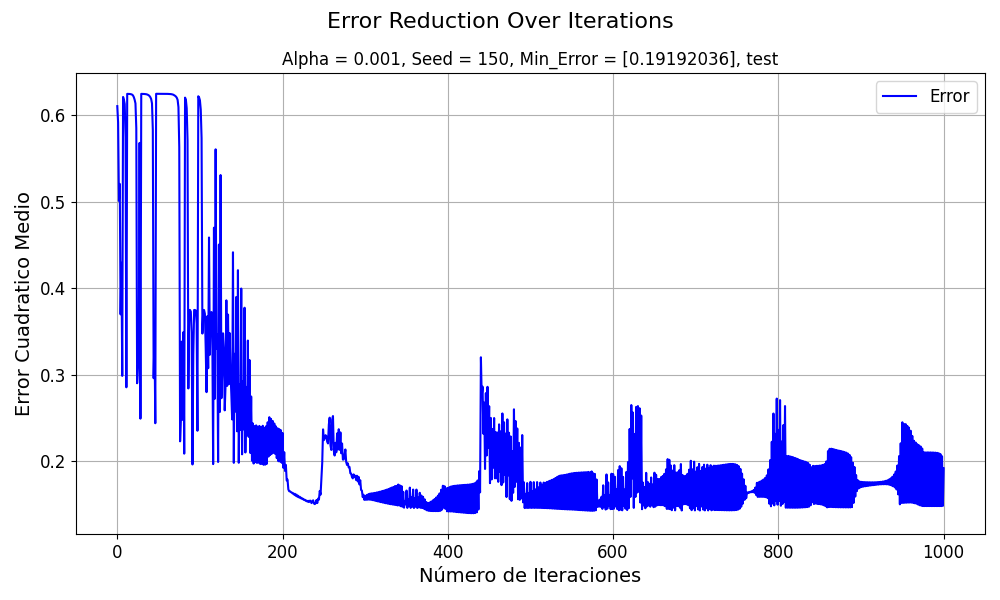 Error Reduction Over Iterations
Alpha = 0.001, Seed = 150, Min_Error = [0.19192036], test
Error
Error Cuadratico Medio
0.6
0.5
0.4
0.3
0.2
0 200 400 600 800 1000
Número de Iteraciones